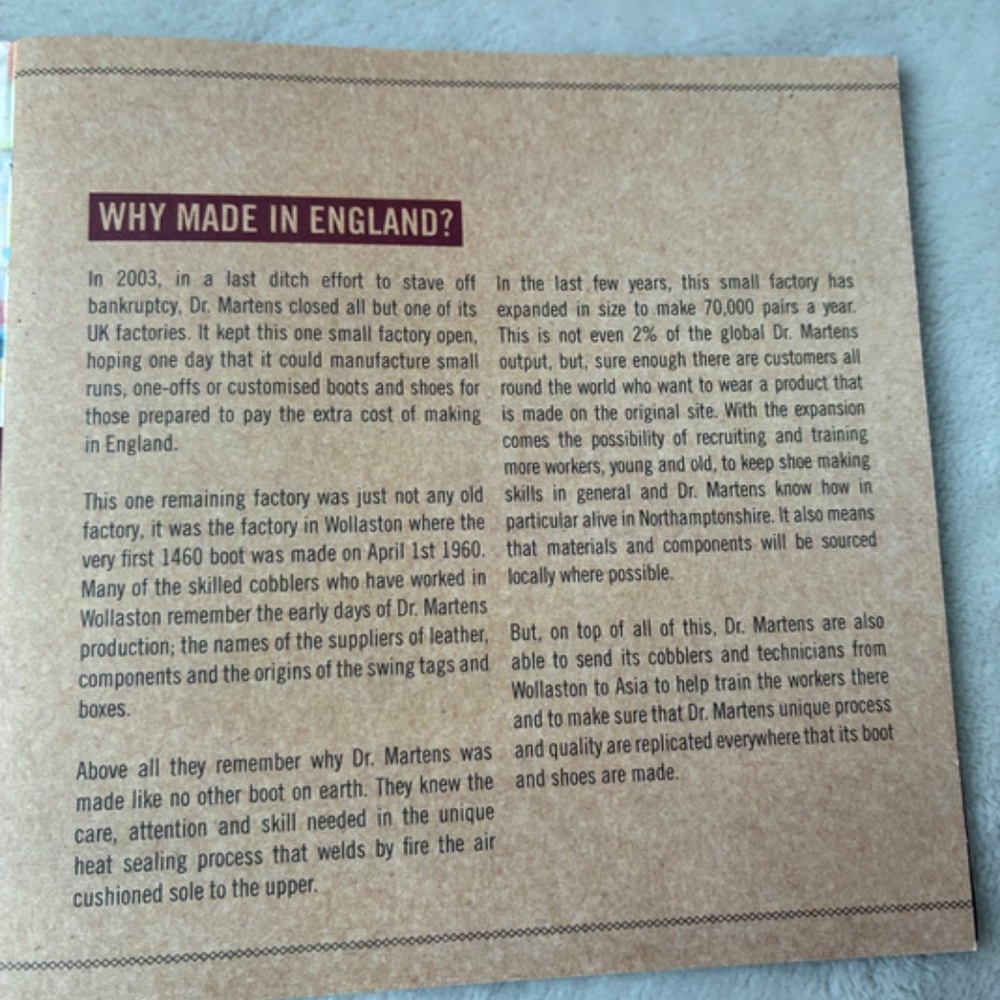 WHY MADE IN ENGLAND?
In 2003, in a last ditch effort to stave off
bankruptcy, Dr. Martens closed all but one of its
UK factories. It kept this one small factory open,
hoping one day that it could manufacture small
runs, one-offs or customised boots and shoes for
those prepared to pay the extra cost of making
in England.
This one remaining factory was just not any old
factory, it was the factory in Wollaston where the
very first 1460 boot was made on April 1st 1960.
Many of the skilled cobblers who have worked in
Wollaston remember the early days of Dr. Martens
production; the names of the suppliers of leather,
components and the origins of the swing tags and
boxes.
Above all they remember why Dr. Martens was
made like no other boot on earth. They knew the
care, attention and skill needed in the unique
heat sealing process that welds by fire the air
cushioned sole to the upper.
In the last few years, this small factory has
expanded in size to make 70,000 pairs a year.
This is not even 2% of the global Dr. Martens
output, but, sure enough there are customers all
round the world who want to wear a product that
is made on the original site. With the expansion
comes the possibility of recruiting and training
more workers, young and old, to keep shoe making
skills in general and Dr. Martens know how in
particular alive in Northamptonshire. It also means
that materials and components will be sourced
locally where possible.
But, on top of all of this, Dr. Martens are also
able to send its cobblers and technicians from
Wollaston to Asia to help train the workers there
and to make sure that Dr. Martens unique process
and quality are replicated everywhere that its boot
and shoes are made.